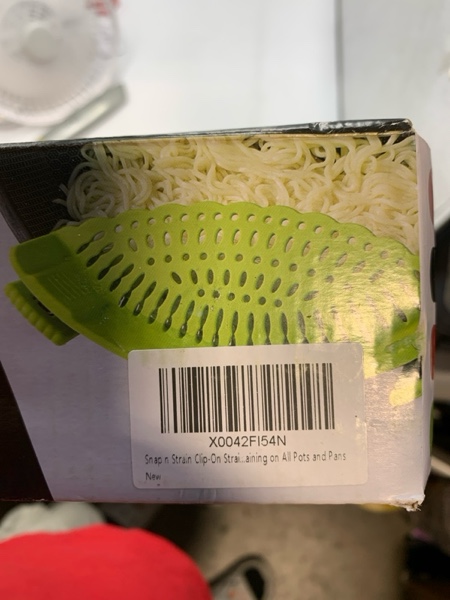 X0042FI54N
Snap n Strain Clip-On Strai...aining on All Pots and Pans
New